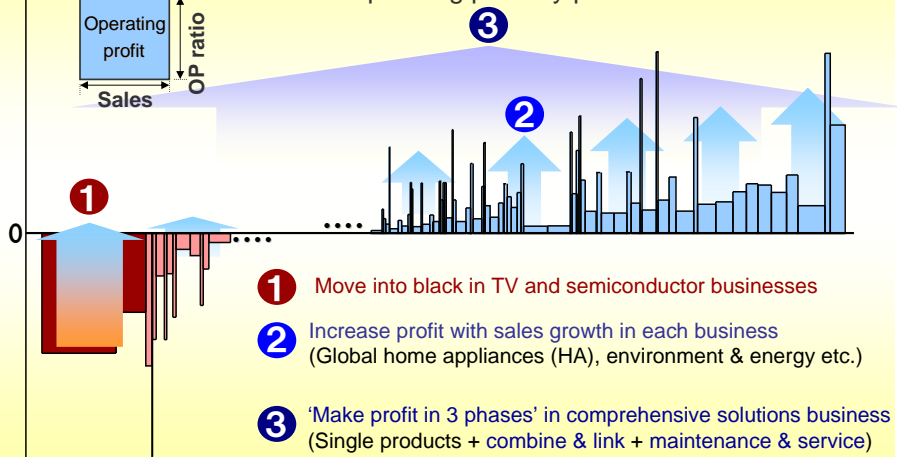 Operating
profit
OP ratio
Sales
3
2
1
0
1 Move into black in TV and semiconductor businesses
2 Increase profit with sales growth in each business
(Global home appliances (HA), environment & energy etc.)
3 ‘Make profit in 3 phases’ in comprehensive solutions business
(Single products + combine & link + maintenance & service)